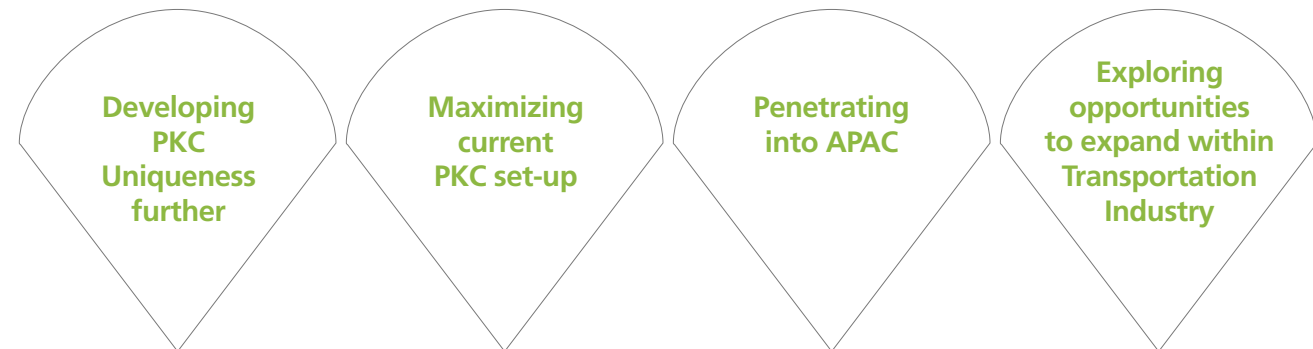 Developing
PKC
Uniqueness
further
Maximizing
current
PKC set-up
Penetrating
into APAC
Exploring
opportunities
to expand within
Transportation
Industry